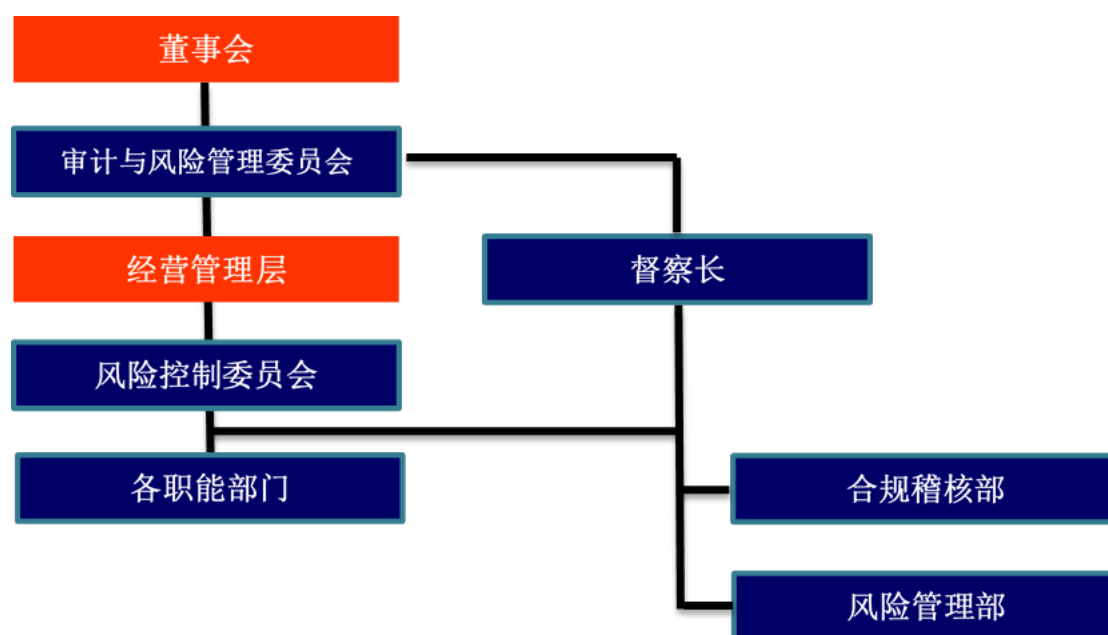 董事会
审计与风险管理委员会
经营管理层
督察长
风险控制委员会
各职能部门
合规稽核部
风险管理部